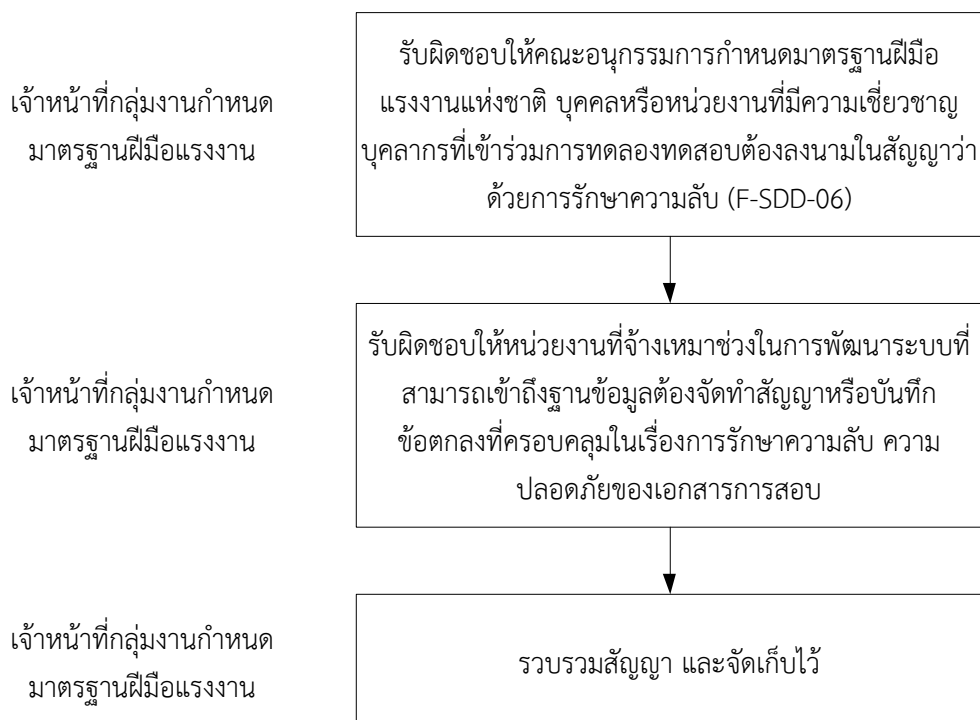 เจ้าหน้าที่กลุ่มงานกำหนด
มาตรฐานฝีมือแรงงาน
รับผิดชอบให้คณะอนุกรรมการกำหนดมาตรฐานฝีมือ
แรงงานแห่งชาติ บุคคลหรือหน่วยงานที่มีความเชี่ยวชาญ
บุคลากรที่เข้าร่วมการทดลองทดสอบต้องลงนามในสัญญาว่า
ด้วยการรักษาความลับ (F-SDD-06)
เจ้าหน้าที่กลุ่มงานกำหนด
มาตรฐานฝีมือแรงงาน
รับผิดชอบให้หน่วยงานที่จ้างเหมาช่วงในการพัฒนาระบบที่
สามารถเข้าถึงฐานข้อมูลต้องจัดทำสัญญาหรือบันทึก
ข้อตกลงที่ครอบคลุมในเรื่องการรักษาความลับ ความ
ปลอดภัยของเอกสารการสอบ
เจ้าหน้าที่กลุ่มงานกำหนด
มาตรฐานฝีมือแรงงาน
รวบรวมสัญญา และจัดเก็บไว้